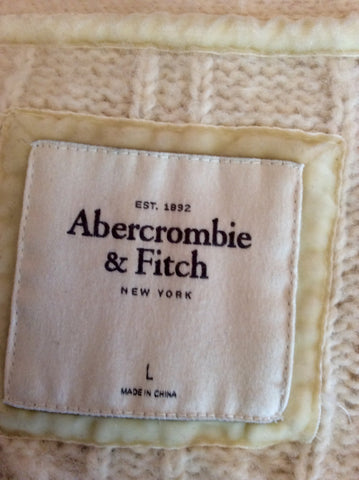 EST. 1892
Abercrombie
& Fitch
NEW YORK
L
MADE IN CHINA